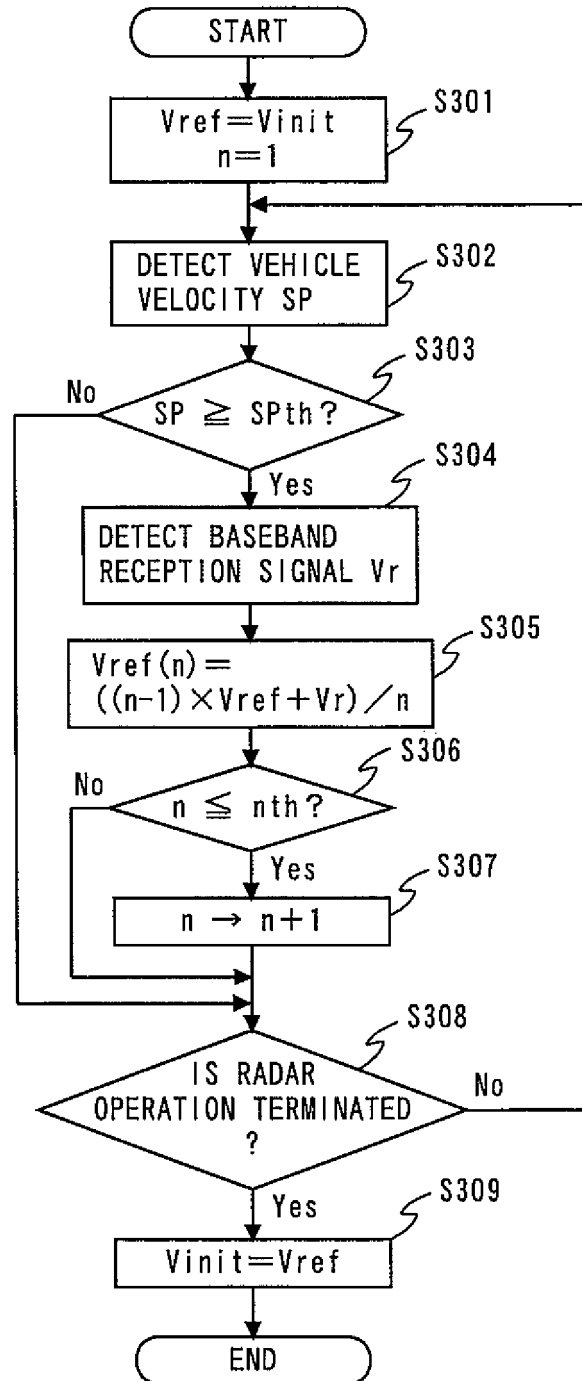 START
S301
Vref=Vinit
n=1
S302
DETECT VEHICLE
VELOCITY SP
S303
No
SP ≧ SPth?
Yes
S304
DETECT BASEBAND
RECEPTION SIGNAL Vr
S305
Vref(n)=
((n-1)×Vref+Vr)/n
S306
No
n ≦ nth?
Yes
S307
n → n+1
S308
IS RADAR
OPERATION TERMINATED
?
No
Yes
S309
Vinit=Vref
END